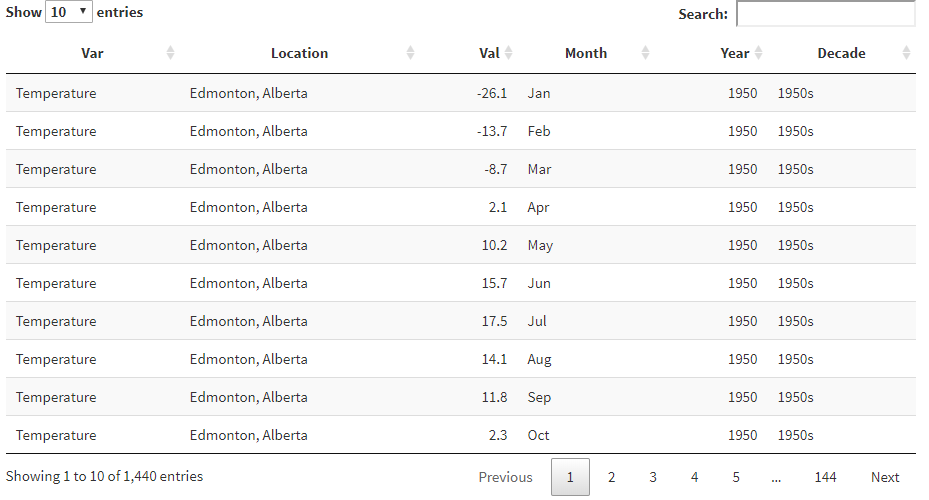 Show 10 entries Search:
Var Location Val Month Year Decade
Temperature Edmonton, Alberta -26.1 Jan 1950 1950s
Temperature Edmonton, Alberta -13.7 Feb 1950 1950s
Temperature Edmonton, Alberta -8.7 Mar 1950 1950s
Temperature Edmonton, Alberta 2.1 Apr 1950 1950s
Temperature Edmonton, Alberta 10.2 May 1950 1950s
Temperature Edmonton, Alberta 15.7 Jun 1950 1950s
Temperature Edmonton, Alberta 17.5 Jul 1950 1950s
Temperature Edmonton, Alberta 14.1 Aug 1950 1950s
Temperature Edmonton, Alberta 11.8 Sep 1950 1950s
Temperature Edmonton, Alberta 2.3 Oct 1950 1950s
Showing 1 to 10 of 1,440 entries Previous 1 2 3 4 5 ... 144 Next